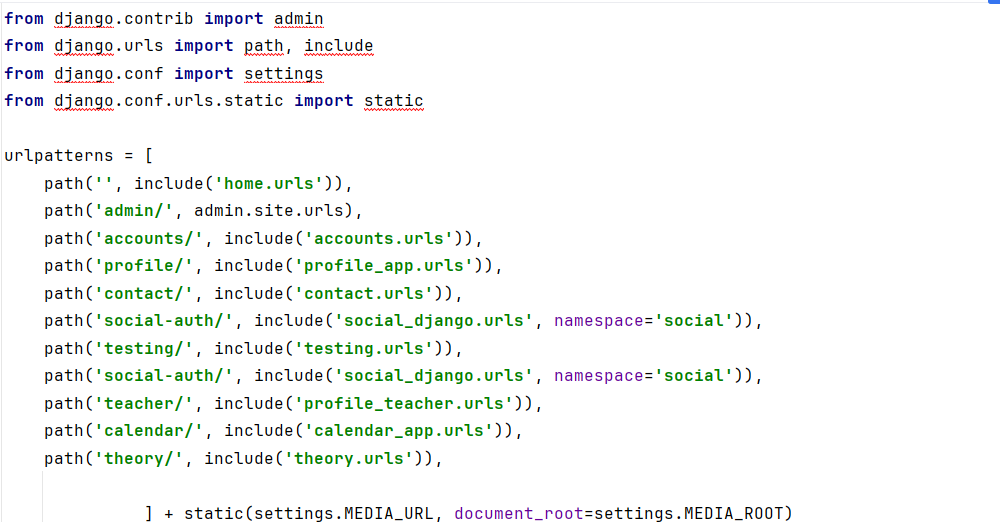 from django.contrib import admin
from django.urls import path, include
from django.conf import settings
from django.conf.urls.static import static
urlpatterns = [
path('', include('home.urls')),
path('admin/', admin.site.urls),
path('accounts/', include('accounts.urls')),
path('profile/', include('profile_app.urls')),
path('contact/', include('contact.urls')),
path('social-auth/', include('social_django.urls', namespace='social')),
path('testing/', include('testing.urls')),
path('social-auth/', include('social_django.urls', namespace='social')),
path('teacher/', include('profile_teacher.urls')),
path('calendar/', include('calendar_app.urls')),
path('theory/', include('theory.urls')),
] + static(settings.MEDIA_URL, document_root=settings.MEDIA_ROOT)